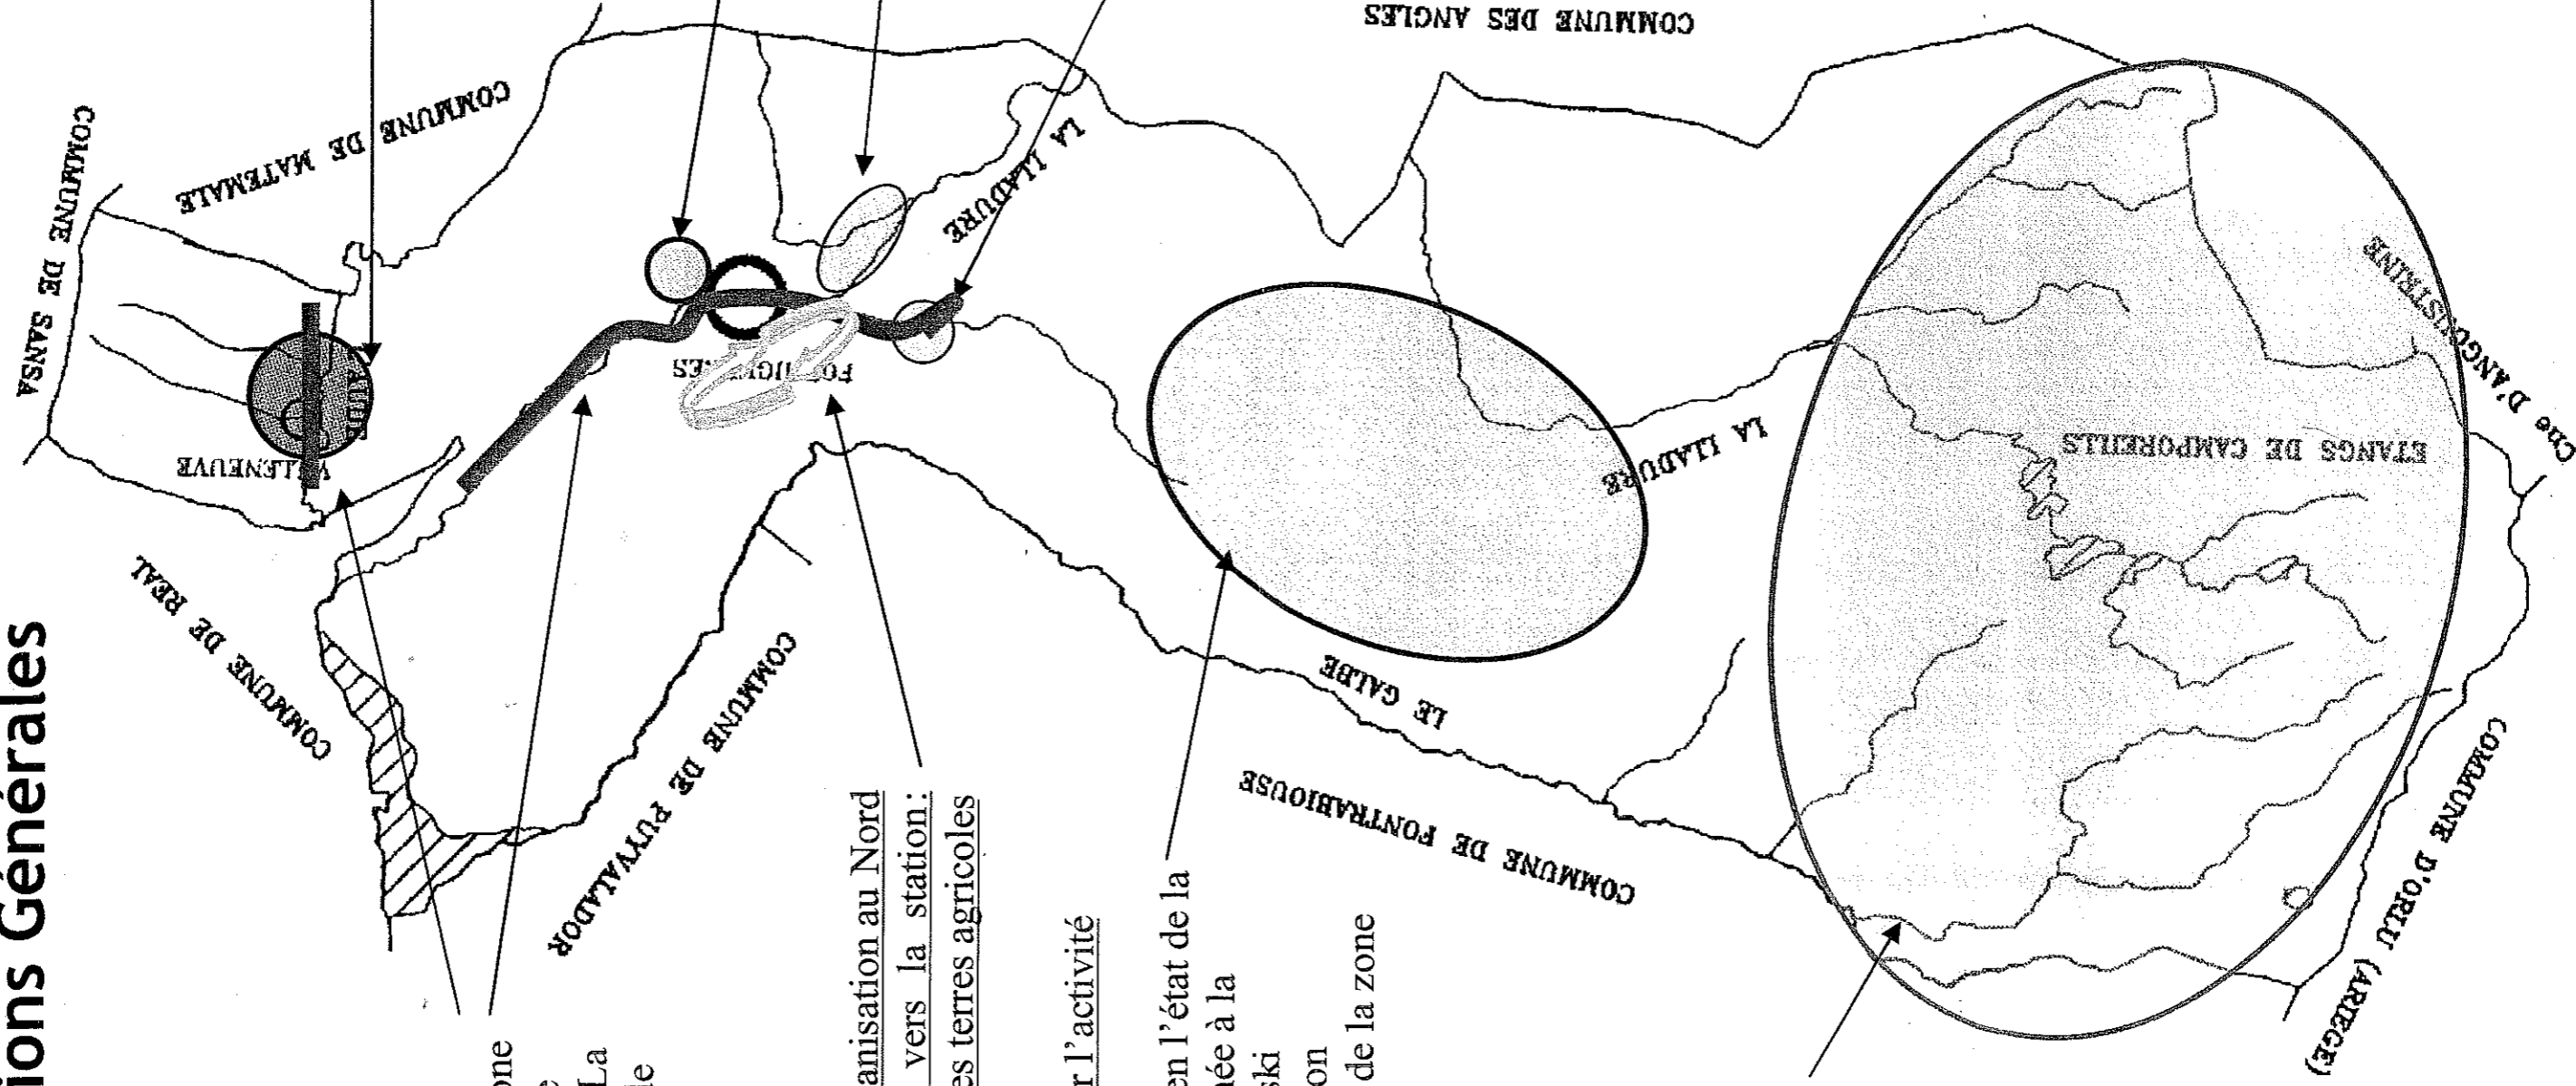 ions Générales
one
e
La
le
anisation au Nord
vers la station:
es terres agricoles
r l'activité
en l'état de la
née à la
ski
on
de la zone
COMMUNE DE SANSA
COMMUNE DE MATEMALE
VILLENEUVE
AUDE
COMMUNE DE REAL
COMMUNE DE PUYVALADOR
LA LLADURE
COMMUNE DES ANGLES
LE GALBE
COMMUNE DE FONTRABIOUSE
LA LLADURE
ETANGS DE CAMPOREILLS
Cne D'ANGOUSTRINE
COMMUNE D'ORLU (ARIEGE)